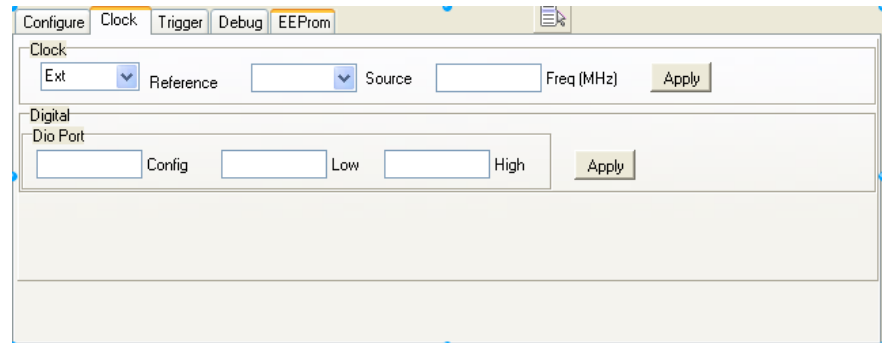 Configure Clock Trigger Debug EEProm
Clock
Ext Reference Source Freq (MHz) Apply
Digital
Dio Port
Config Low High Apply